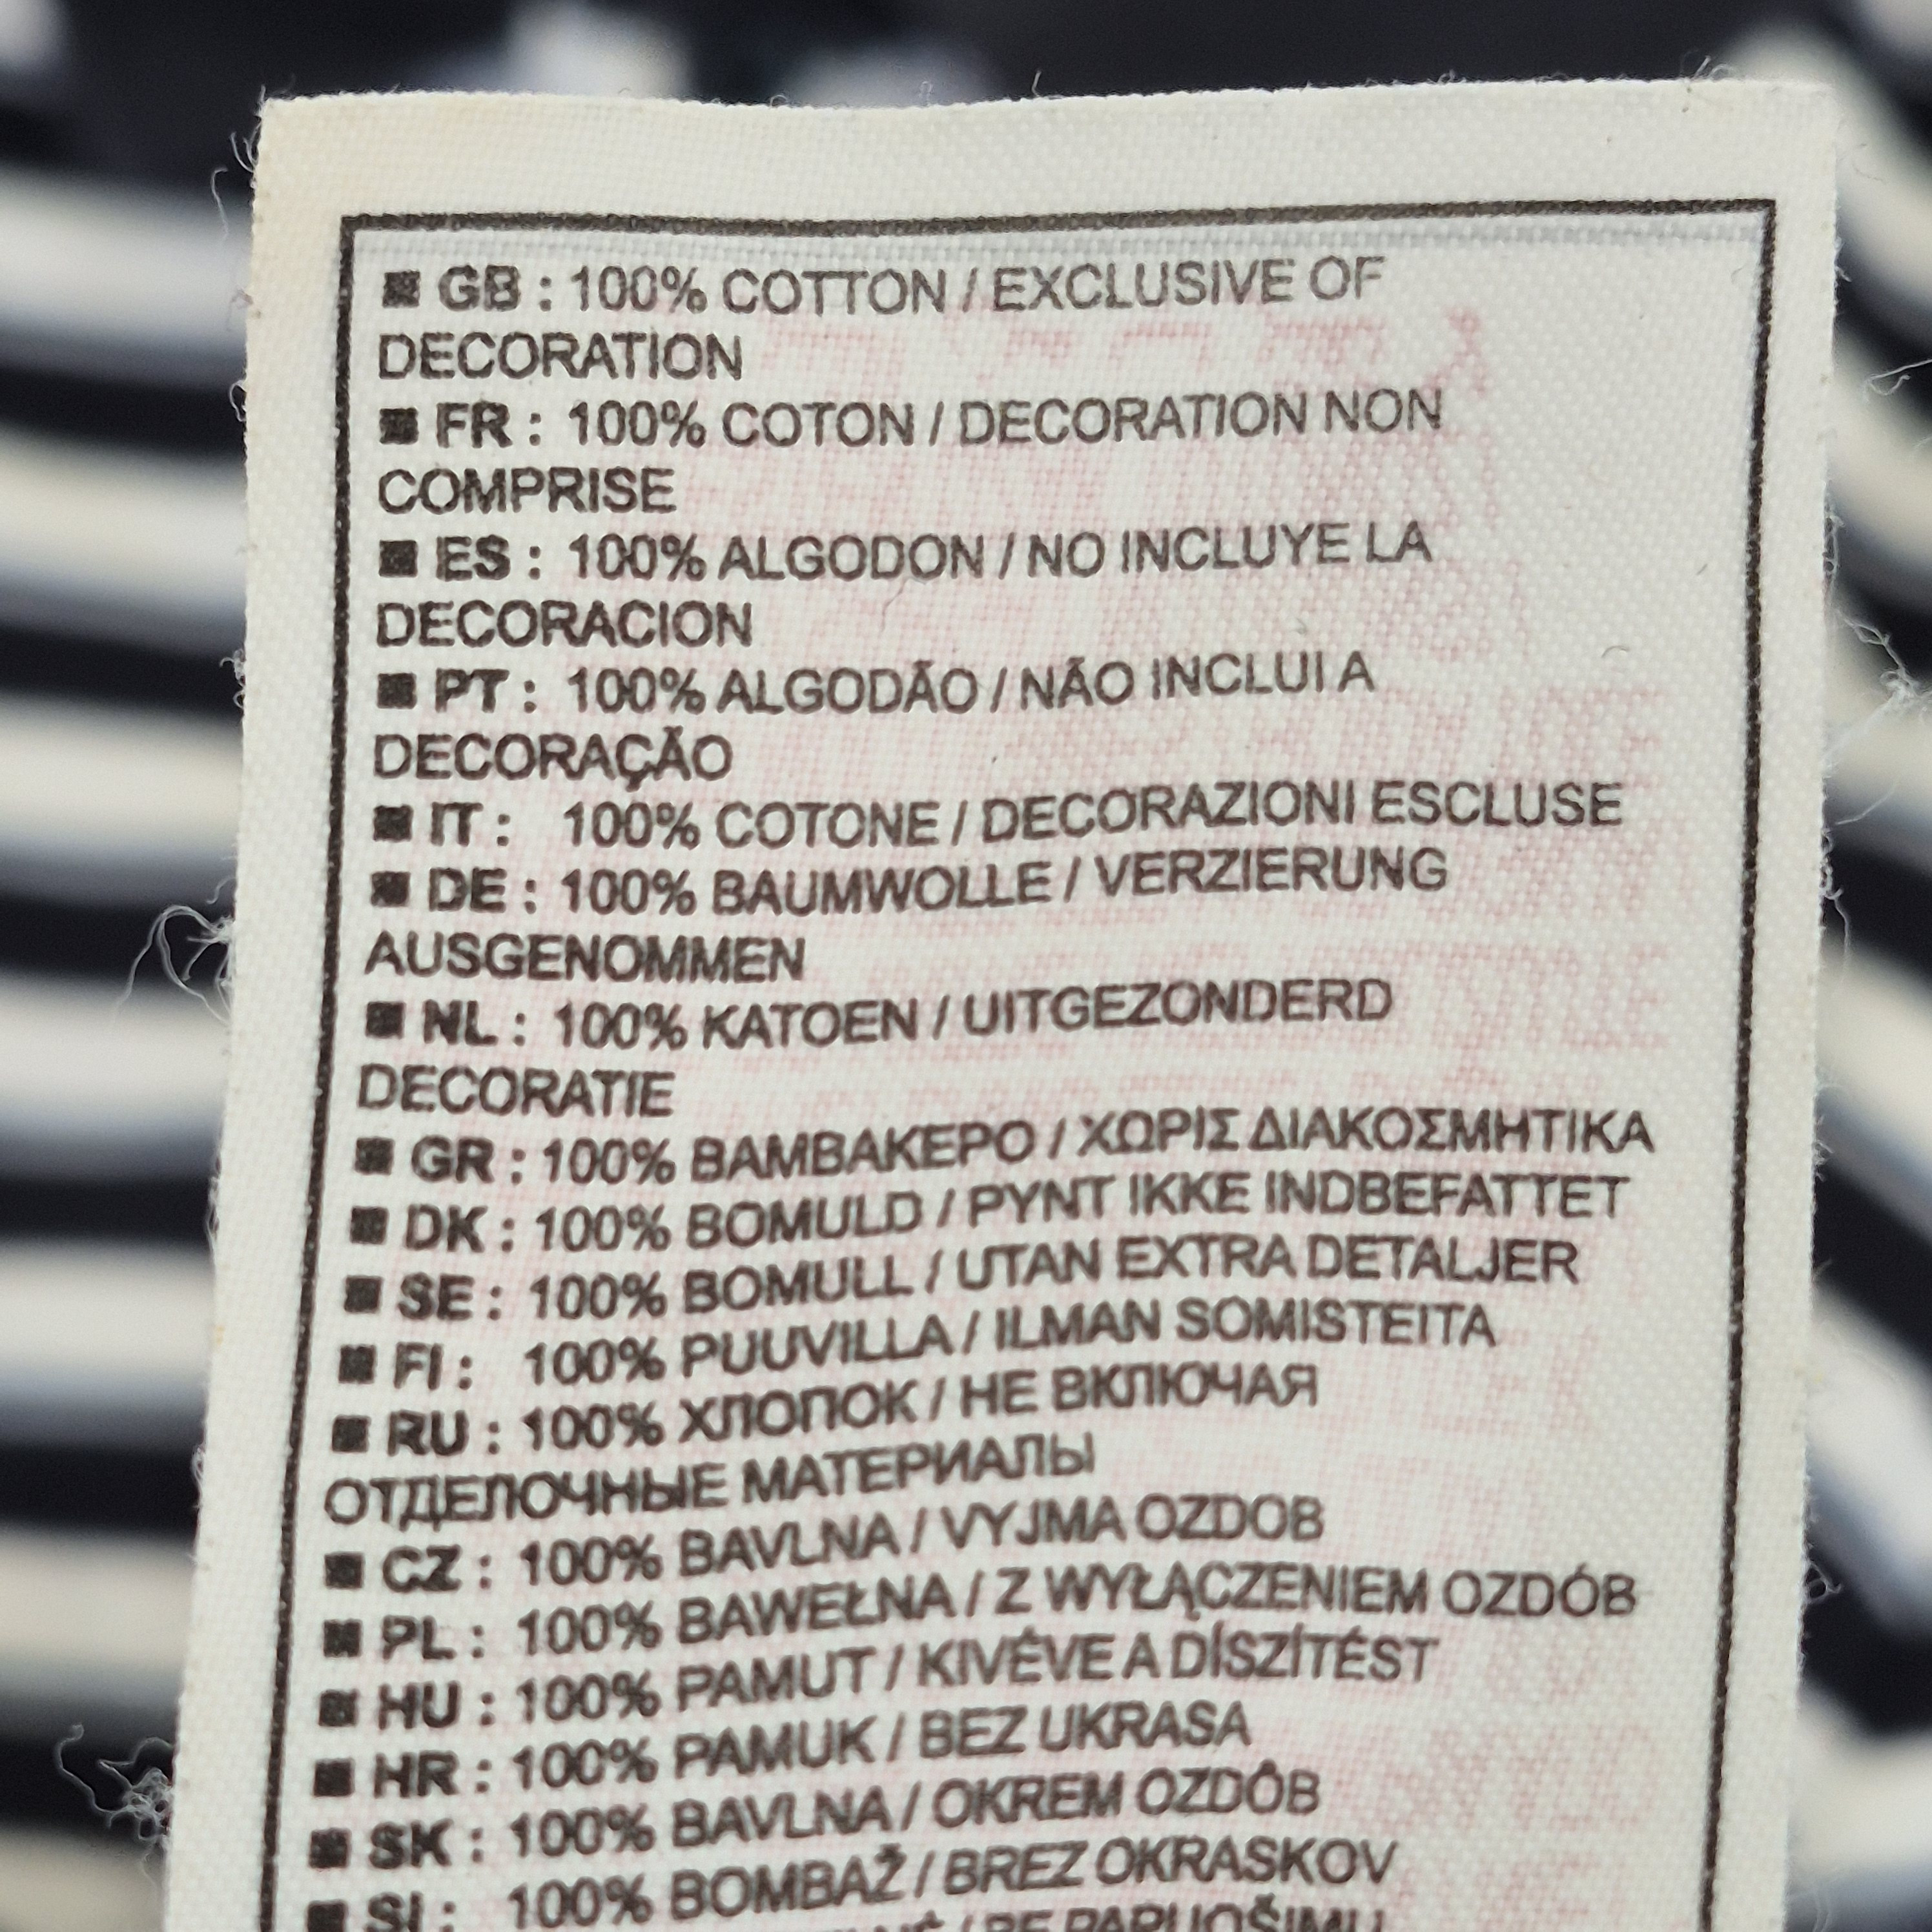 ■ GB : 100% COTTON / EXCLUSIVE OF
DECORATION
■ FR : 100% COTON / DECORATION NON
COMPRISE
■ ES : 100% ALGODON / NO INCLUYE LA
DECORACION
■ PT : 100% ALGODÃO / NÃO INCLUI A
DECORAÇÃO
■ IT : 100% COTONE / DECORAZIONI ESCLUSE
■ DE : 100% BAUMWOLLE / VERZIERUNG
AUSGENOMMEN
■ NL : 100% KATOEN / UITGEZONDERD
DECORATIE
■ GR : 100% ΒΑΜΒΑΚΕΡΟ / ΧΩΡΙΣ ΔΙΑΚΟΣΜΗΤΙΚΑ
■ DK : 100% BOMULD / PYNT IKKE INDBEFATTET
■ SE : 100% BOMULL / UTAN EXTRA DETALJER
■ FI : 100% PUUVILLA / ILMAN SOMISTEITA
■ RU : 100% ХЛОПОК / НЕ ВКЛЮЧАЯ
ОТДЕЛОЧНЫЕ МАТЕРИАЛЫ
■ CZ : 100% BAVLNA / VYJMA OZDOB
■ PL : 100% BAWEŁNA / Z WYŁĄCZENIEM OZDÓB
■ HU : 100% PAMUT / KIVÉVE A DÍSZÍTÉST
■ HR : 100% PAMUK / BEZ UKRASA
■ SK : 100% BAVLNA / OKREM OZDÔB
■ SI : 100% BOMBAŽ / BREZ OKRASKOV
/ BE PAPUOŠIMU